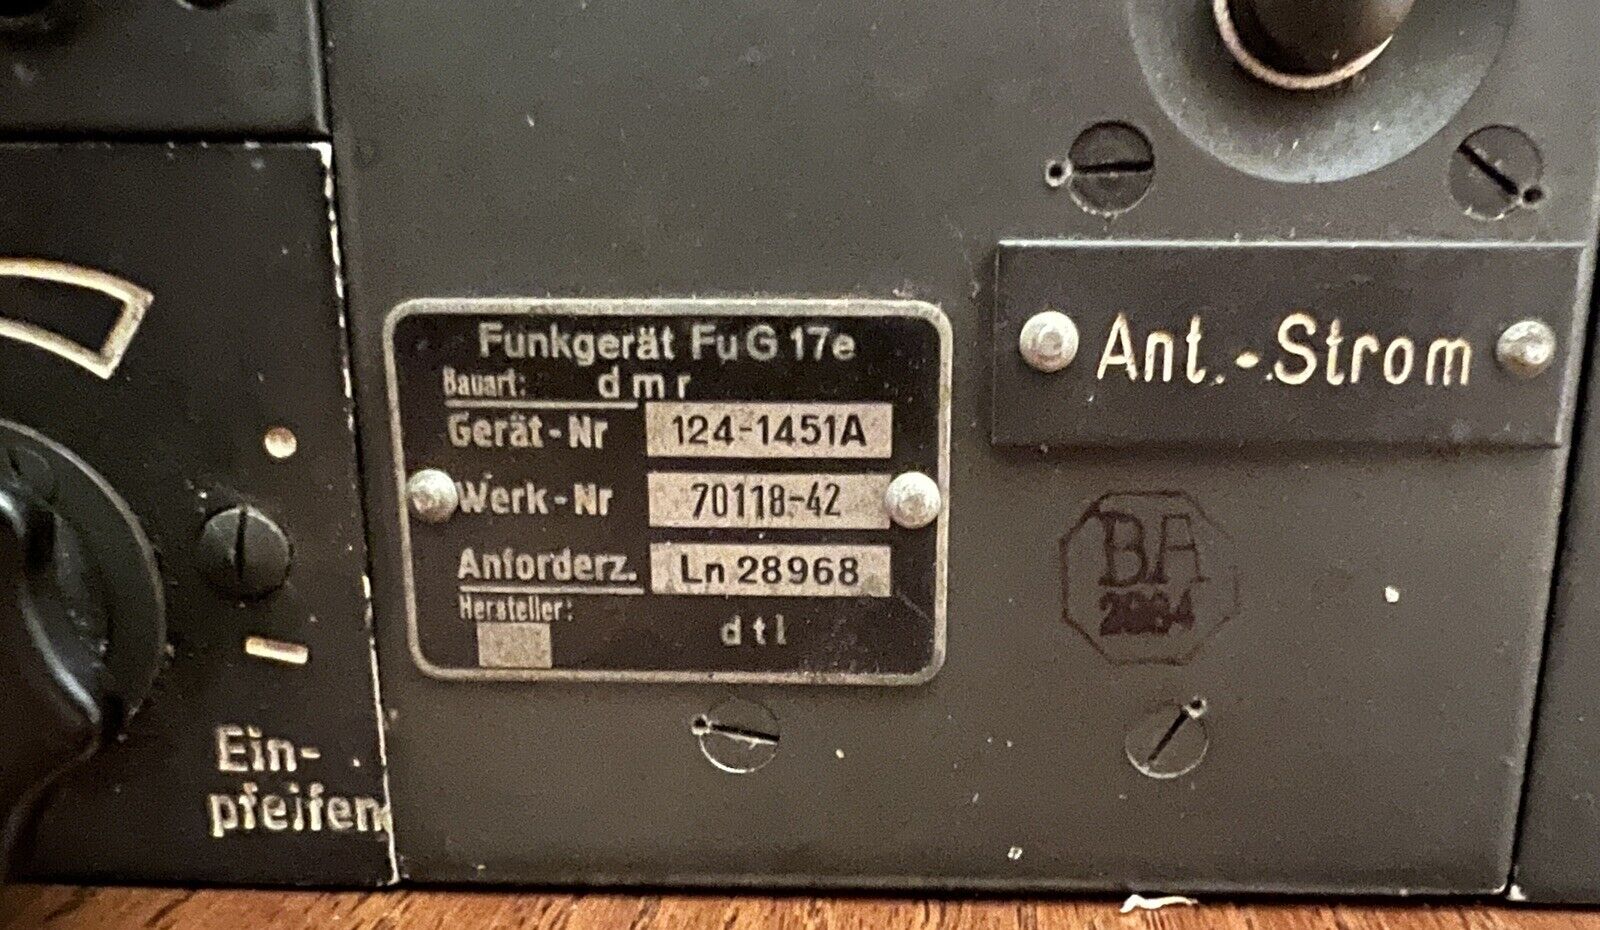 Funkgerät FuG 17e
Bauart: dmr
Gerät-Nr 124-1451A
Werk-Nr 70118-42
Anforderz. Ln 28968
Hersteller:
dtl
Ant.-Strom
BA
Ein-
pfeifen